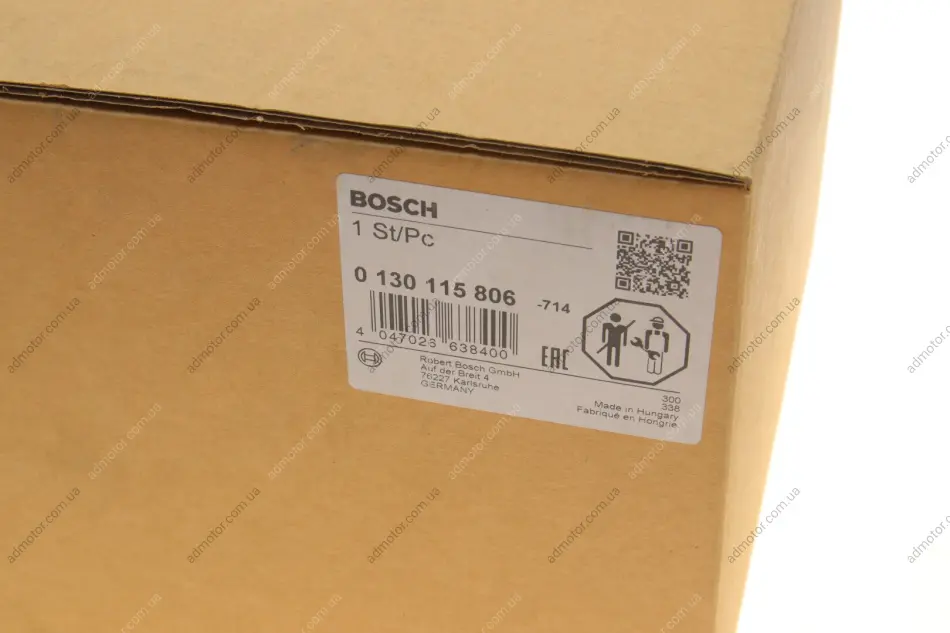 BOSCH
1 St/Pc
0 130 115 806 -714
4 047023 638400
EAC
Robert Bosch GmbH
Auf der Breit 4
76227 Karlsruhe
GERMANY
300
338
Made in Hungary
Fabriqué en Hongrie
admotor.com.ua